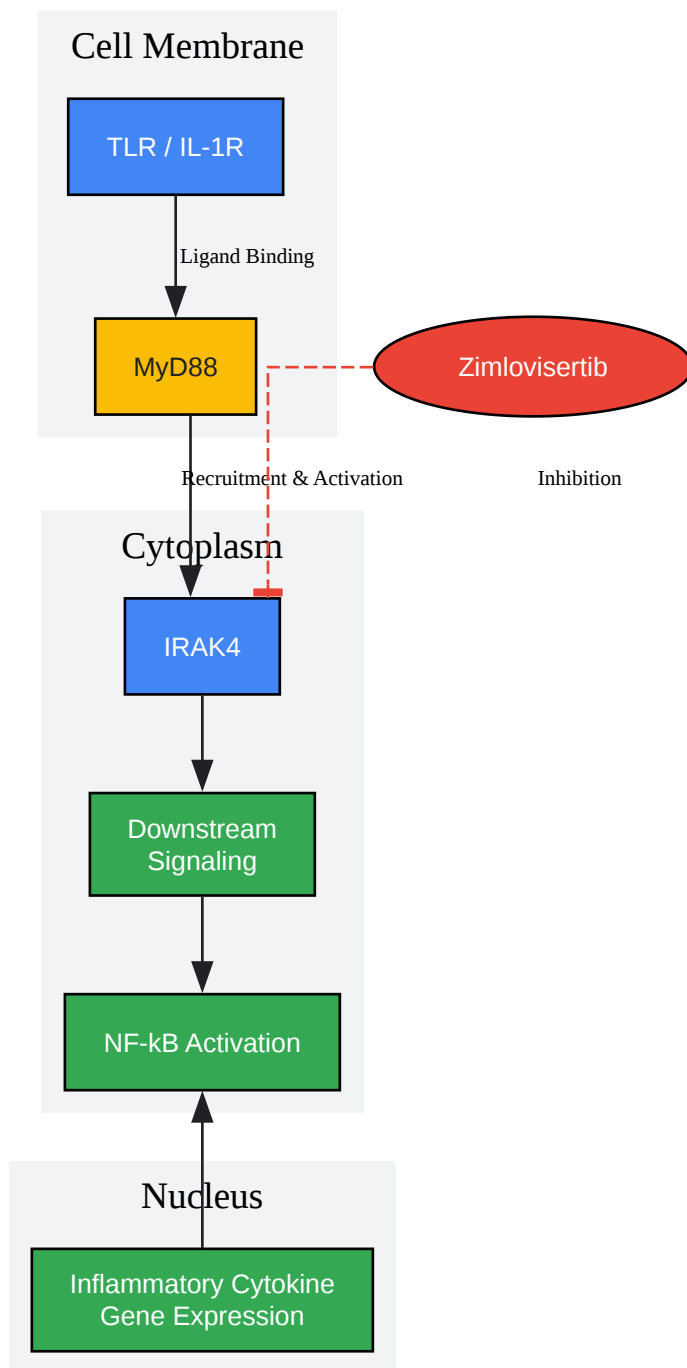 Cell Membrane
TLR / IL-1R
Ligand Binding
MyD88
Zimlovisertib
Recruitment & Activation
Inhibition
Cytoplasm
IRAK4
Downstream
Signaling
NF-kB Activation
Nucleus
Inflammatory Cytokine
Gene Expression